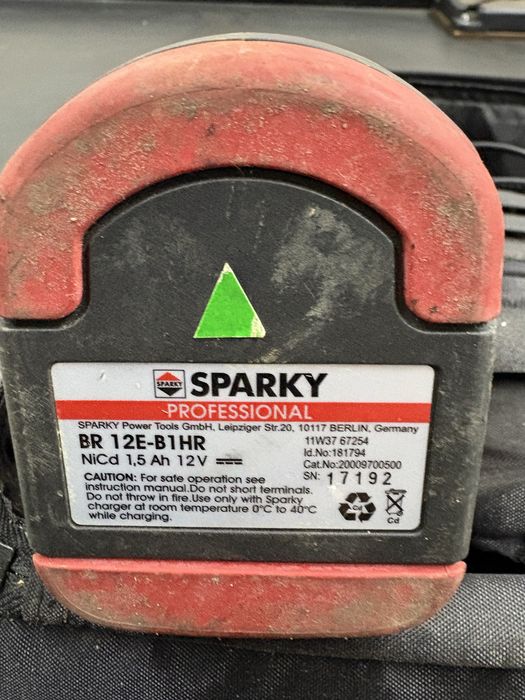 SPARKY SPARKY
PROFESSIONAL
SPARKY Power Tools GmbH, Leipziger Str.20, 10117 BERLIN, Germany
BR 12E-B1HR
NiCd 1,5 Ah 12V
11W37 67254
Id.No:181794
Cat.No:20009700500
SN: 17192
CAUTION: For safe operation see
instruction manual.Do not short terminals.
Do not throw in fire.Use only with Sparky
charger at room temperature 0°C to 40°C
while charging.
Cd
Cd